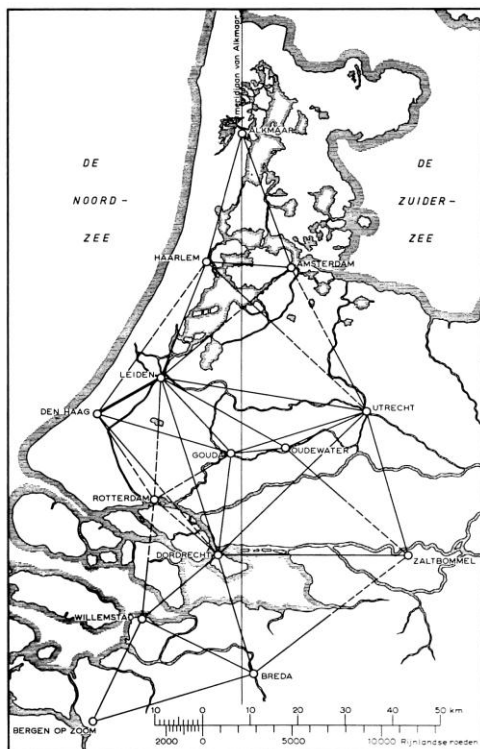 Meridiaan van Alkmaar
ALKMAAR
DE
NOORD-
ZEE
DE
ZUIDER-
ZEE
HAARLEM
AMSTERDAM
LEIDEN
DEN HAAG
UTRECHT
GOUDA
OUDEWATER
ROTTERDAM
DORDRECHT
ZALTBOMMEL
WILLEMSTAD
BREDA
BERGEN OP ZOOM
10 0 10 20 30 40 50 km
2000 0 5000 10000 Rijnlandse roeden